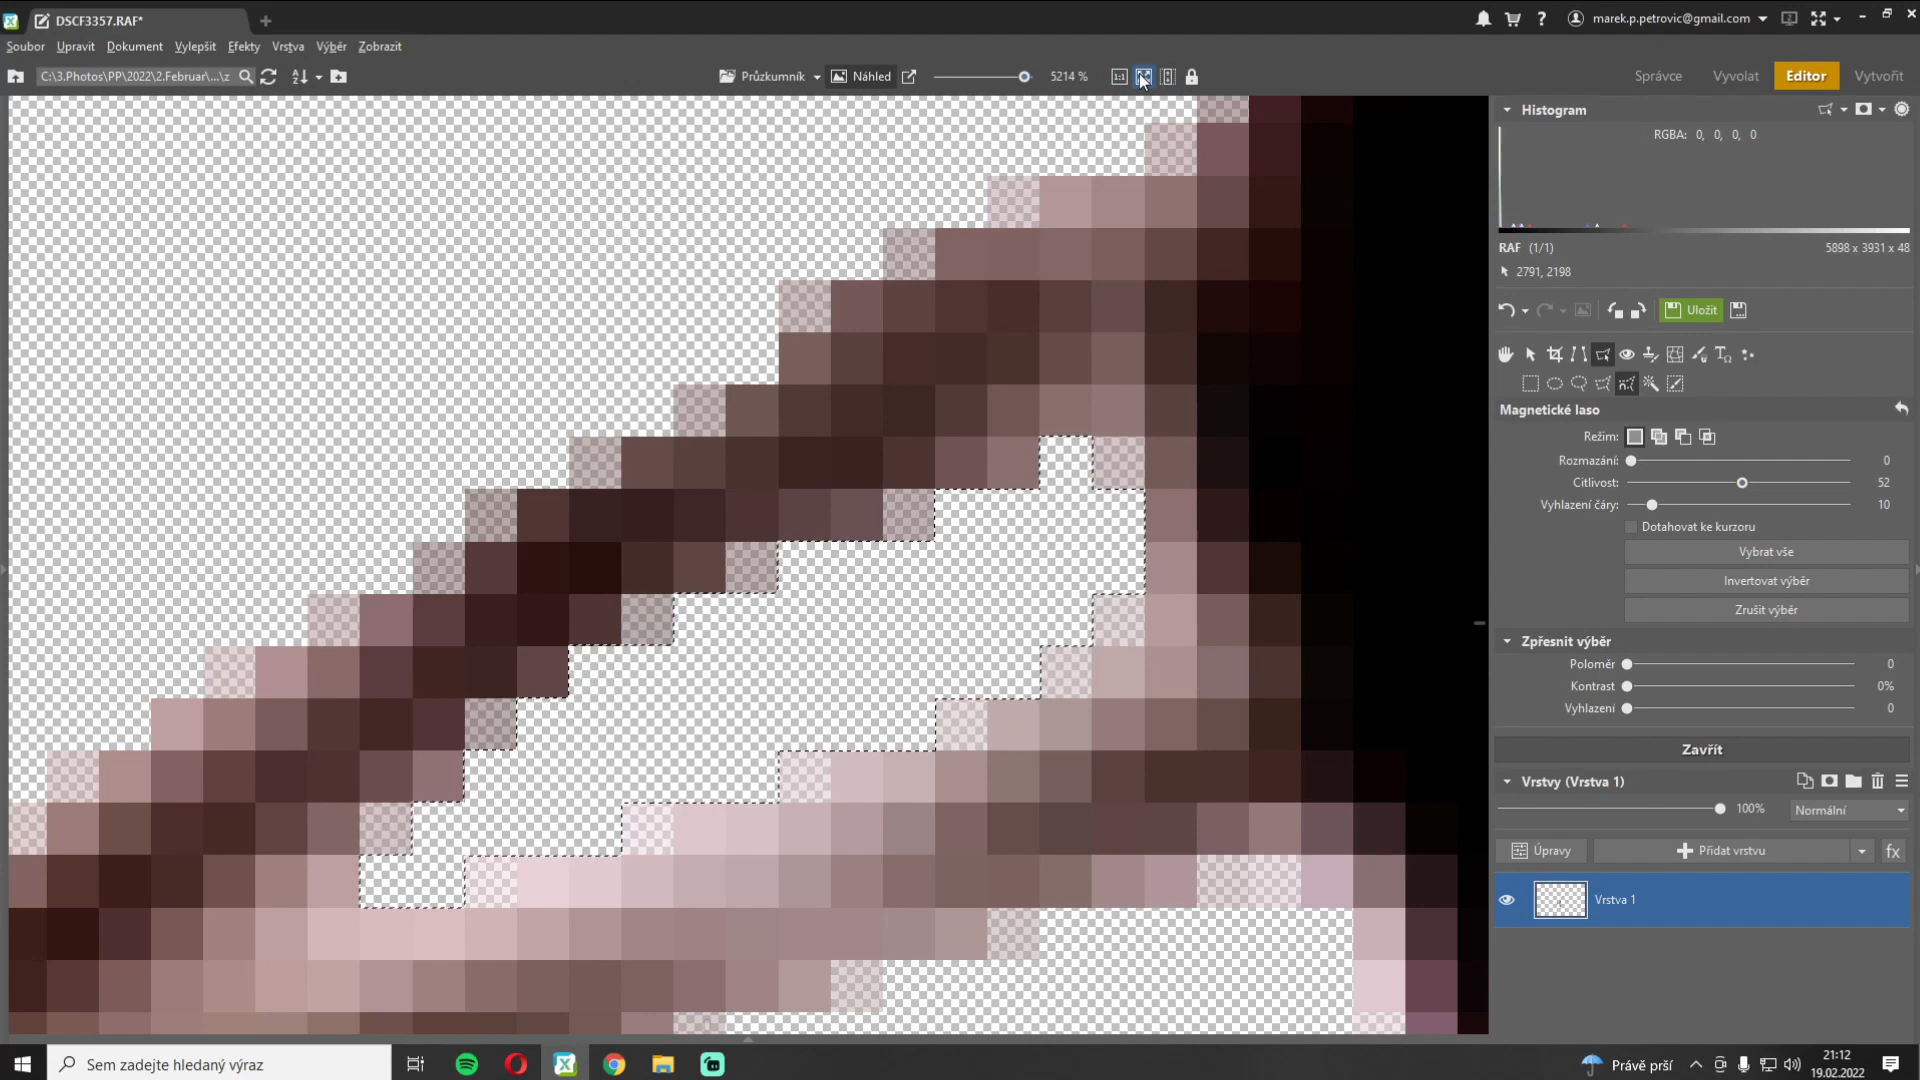 DSCF3357.RAF*
marek.p.petrovic@gmail.com
Soubor Upravit Dokument Vylepšit Efekty Vrstva Výběr Zobrazit
C:\3.Photos\PP\2022\2.Februar\...\z
Průzkumník Náhled 5214 % 1:1
Správce Vyvolat Editor Vytvořit
Histogram
RGBA: 0, 0, 0, 0
RAF (1/1) 5898 x 3931 x 48
2791, 2198
Uložit
Magnetické laso
Režim:
Rozmazání: 0
Citlivost: 52
Vyhlazení čáry: 10
Dotahovat ke kurzoru
Vybrat vše
Invertovat výběr
Zrušit výběr
Zpřesnit výběr
Poloměr 0
Kontrast 0%
Vyhlazení 0
Zavřít
Vrstvy (Vrstva 1)
100% Normální
Úpravy Přidat vrstvu fx
Vrstva 1
Sem zadejte hledaný výraz
Právě prší
21:12
19.02.2022